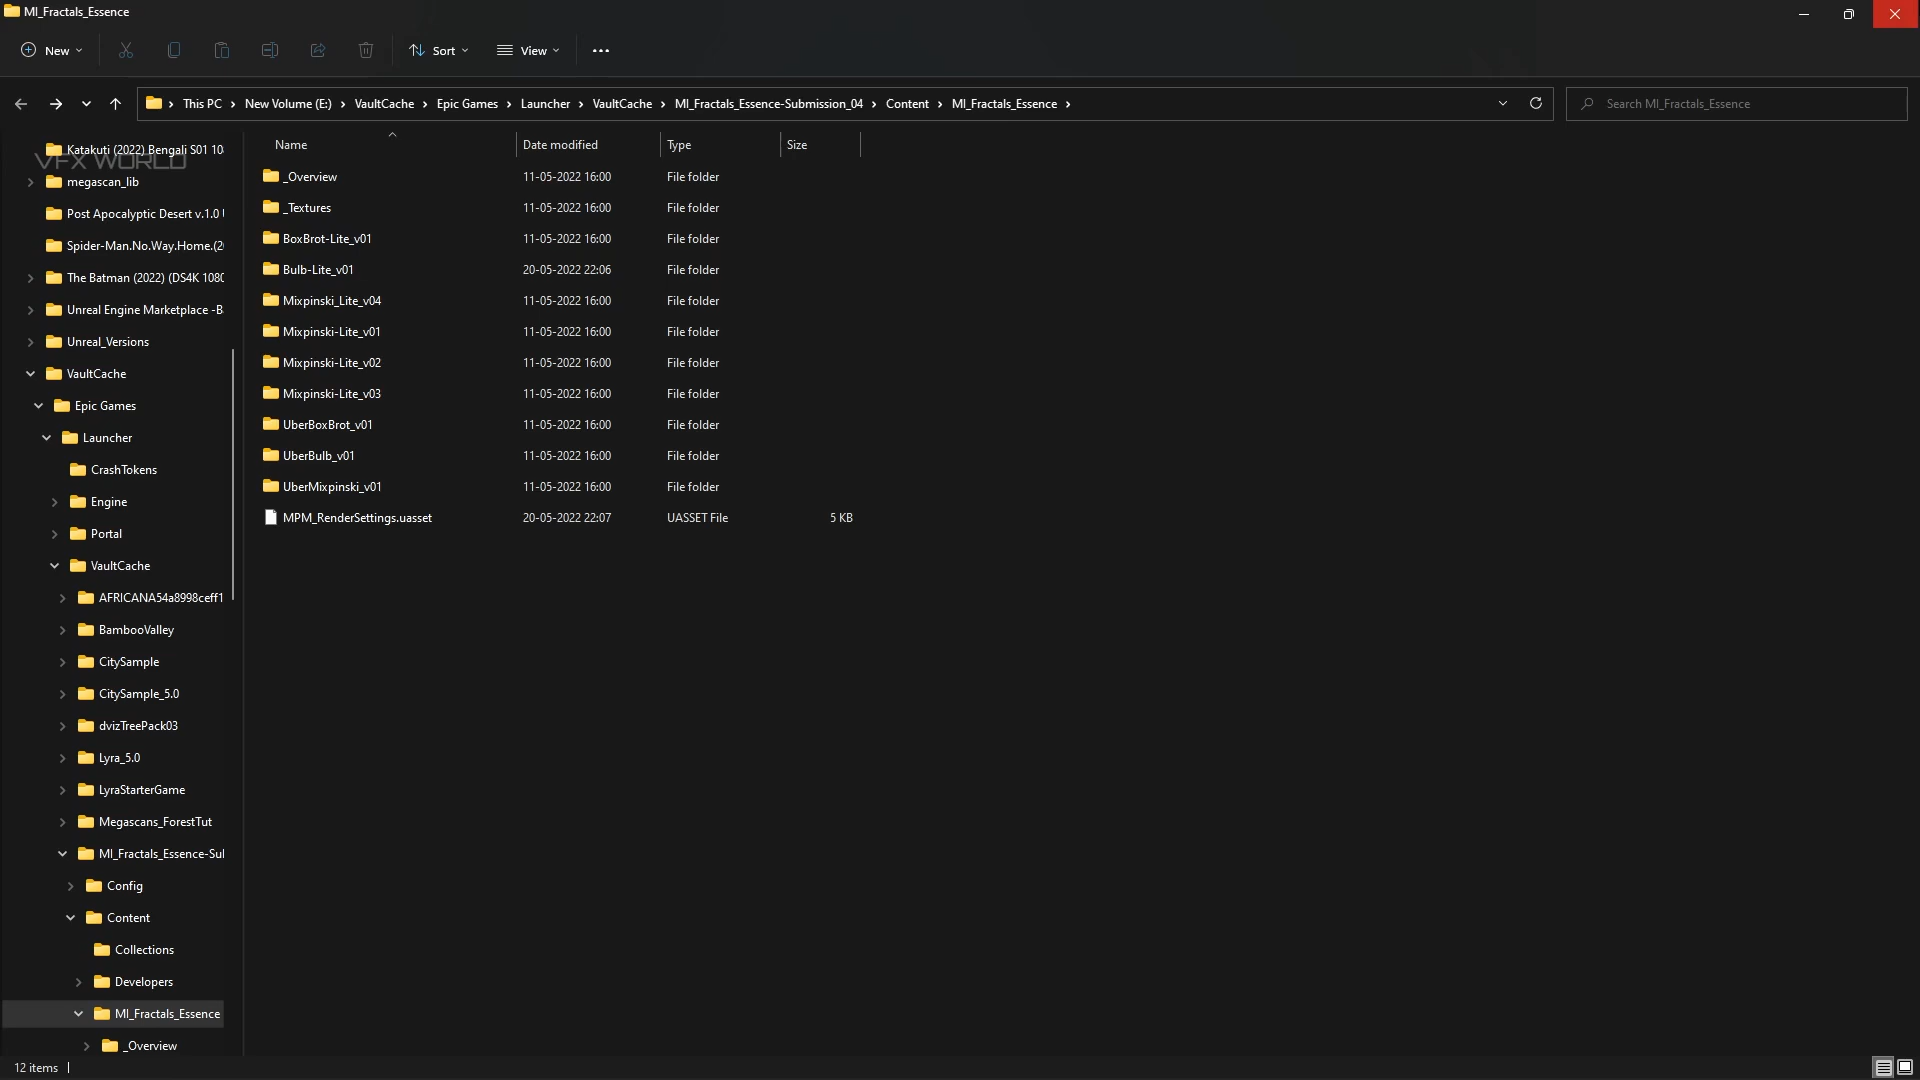 MI_Fractals_Essence
New Sort View
This PC New Volume (E:) VaultCache Epic Games Launcher VaultCache MI_Fractals_Essence-Submission_04 Content MI_Fractals_Essence Search MI_Fractals_Essence
Name Date modified Type Size
Katakuti (2022) Bengali S01 10
VFX WORLD
megascan_lib
Post Apocalyptic Desert v.1.0
Spider-Man.No.Way.Home.(2
The Batman (2022) (DS4K 1080
Unreal Engine Marketplace -B
Unreal_Versions
VaultCache
Epic Games
Launcher
CrashTokens
Engine
Portal
VaultCache
AFRICANA54a8998ceff1
BambooValley
CitySample
CitySample_5.0
dvizTreePack03
Lyra_5.0
LyraStarterGame
Megascans_ForestTut
MI_Fractals_Essence-Sul
Config
Content
Collections
Developers
MI_Fractals_Essence
_Overview
_Overview 11-05-2022 16:00 File folder
_Textures 11-05-2022 16:00 File folder
BoxBrot-Lite_v01 11-05-2022 16:00 File folder
Bulb-Lite_v01 20-05-2022 22:06 File folder
Mixpinski_Lite_v04 11-05-2022 16:00 File folder
Mixpinski-Lite_v01 11-05-2022 16:00 File folder
Mixpinski-Lite_v02 11-05-2022 16:00 File folder
Mixpinski-Lite_v03 11-05-2022 16:00 File folder
UberBoxBrot_v01 11-05-2022 16:00 File folder
UberBulb_v01 11-05-2022 16:00 File folder
UberMixpinski_v01 11-05-2022 16:00 File folder
MPM_RenderSettings.uasset 20-05-2022 22:07 UASSET File 5 KB
12 items